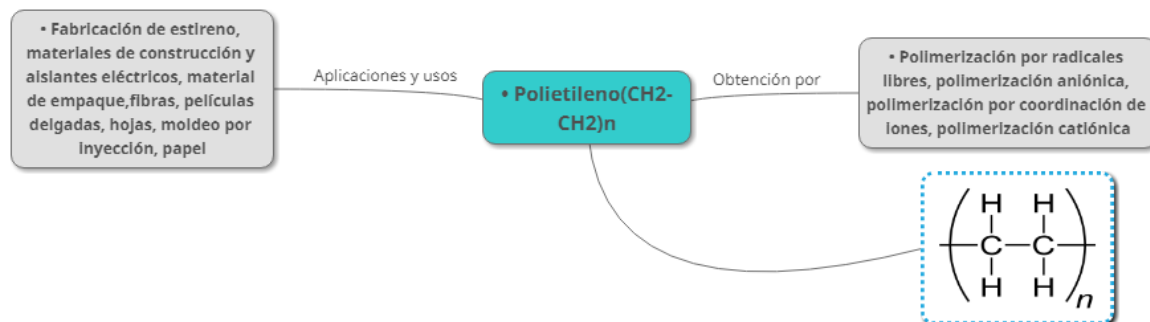 • Fabricación de estireno,
materiales de construcción y
aislantes eléctricos, material
de empaque,fibras, películas
delgadas, hojas, moldeo por
inyección, papel
Aplicaciones y usos
• Polietileno(CH2-
CH2)n
Obtención por
• Polimerización por radicales
libres, polimerización aniónica,
polimerización por coordinación de
iones, polimerización catiónica
H H
C C
H H
n